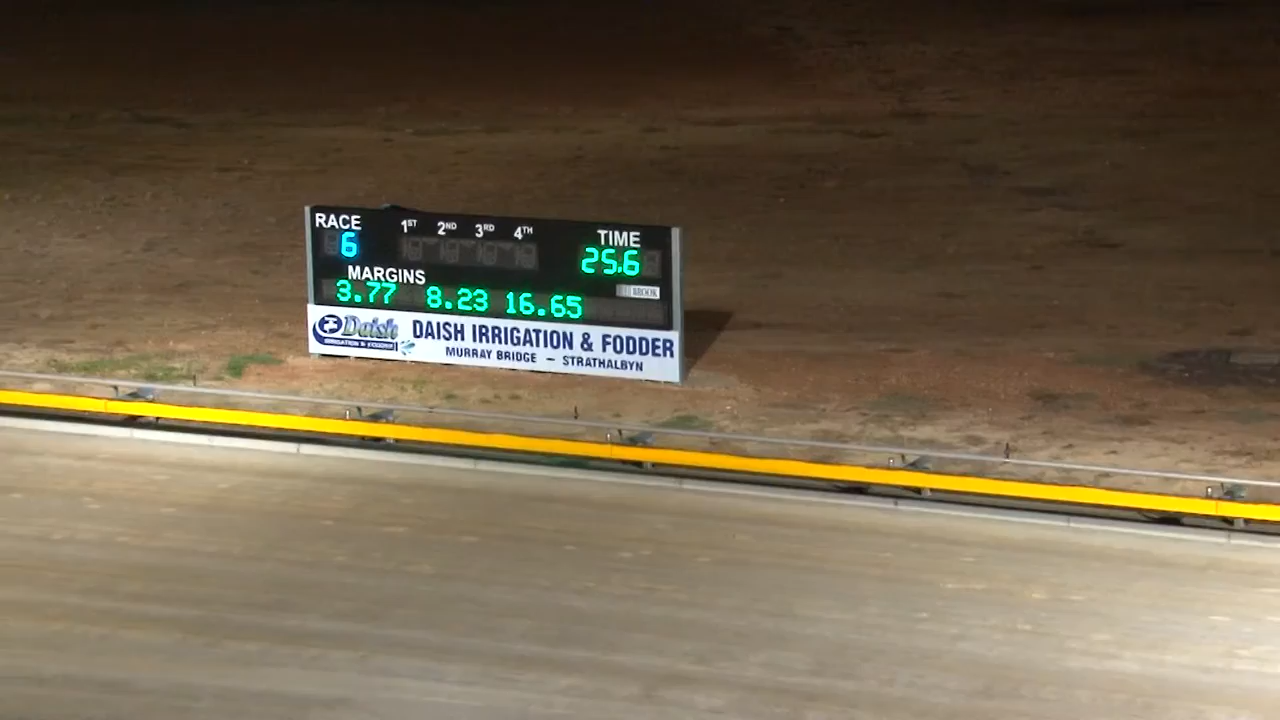 RACE 1ST 2ND 3RD 4TH TIME
6 25.6
MARGINS
3.77 8.23 16.65
BROOK
Daish DAISH IRRIGATION & FODDER
IRRIGATION & FODDER MURRAY BRIDGE – STRATHALBYN